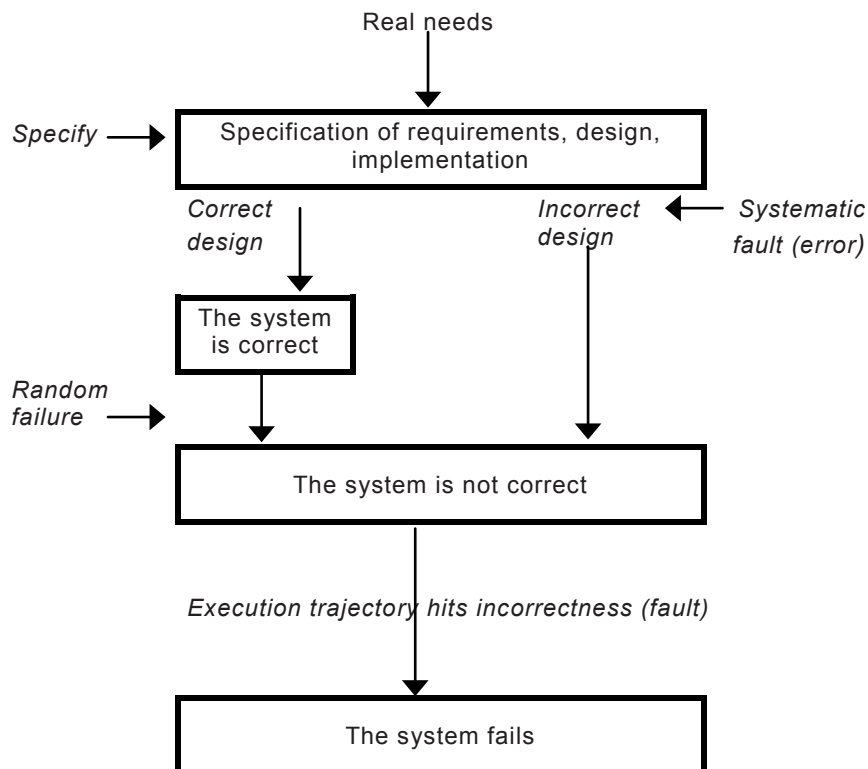 Real needs
Specify
Specification of requirements, design,
implementation
Correct
design
Incorrect
design
Systematic
fault (error)
The system
is correct
Random
failure
The system is not correct
Execution trajectory hits incorrectness (fault)
The system fails